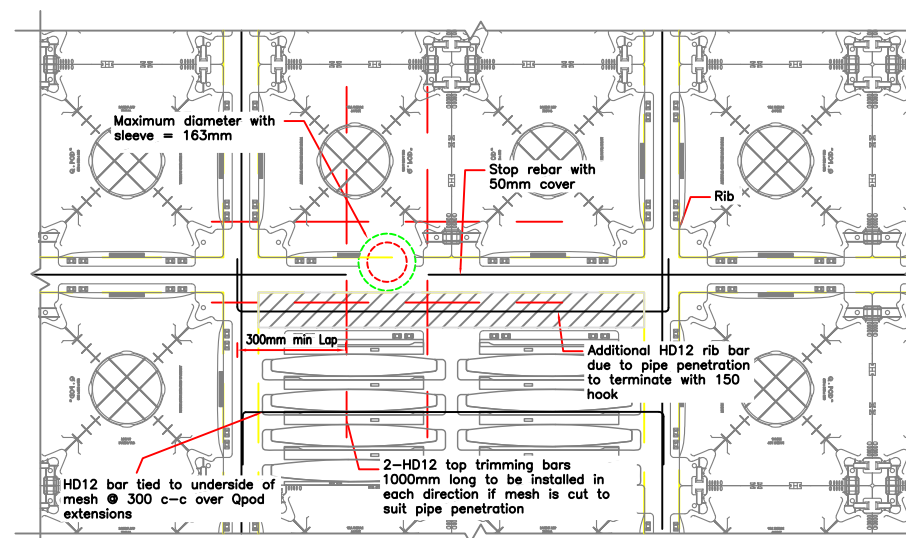 Maximum diameter with
sleeve = 163mm
Stop rebar with
50mm cover
Rib
300mm min Lap
Additional HD12 rib bar
due to pipe penetration
to terminate with 150
hook
HD12 bar tied to underside of
mesh @ 300 c-c over Qpod
extensions
2-HD12 top trimming bars
1000mm long to be installed in
each direction if mesh is cut to
suit pipe penetration